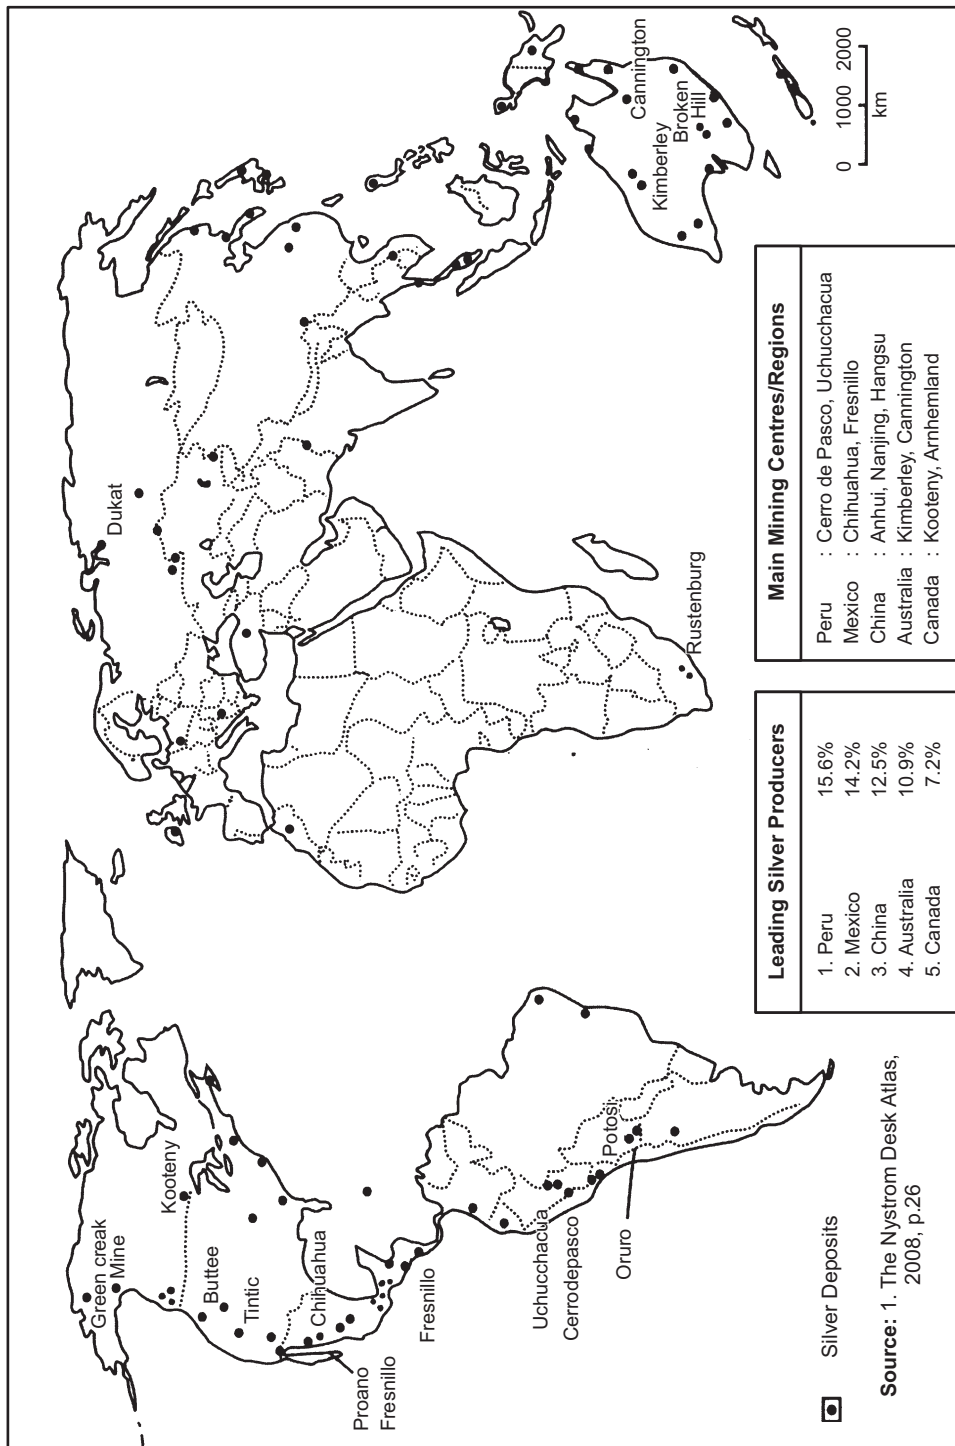 Green creak
Mine
Kooteny
Buttee
Tintic
Chihuahua
Proano
Fresnillo
Fresnillo
Uchucchacua
Cerrodepasco
Oruro
Potosi
Dukat
Rustenburg
Kimberley
Cannington
Broken
Hill
0 1000 2000
km
Silver Deposits
Source: 1. The Nystrom Desk Atlas,
2008, p.26
Leading Silver Producers
1. Peru 15.6%
2. Mexico 14.2%
3. China 12.5%
4. Australia 10.9%
5. Canada 7.2%
Main Mining Centres/Regions
Peru : Cerro de Pasco, Uchucchacua
Mexico : Chihuahua, Fresnillo
China : Anhui, Nanjing, Hangsu
Australia : Kimberley, Cannington
Canada : Kooteny, Arnhemland